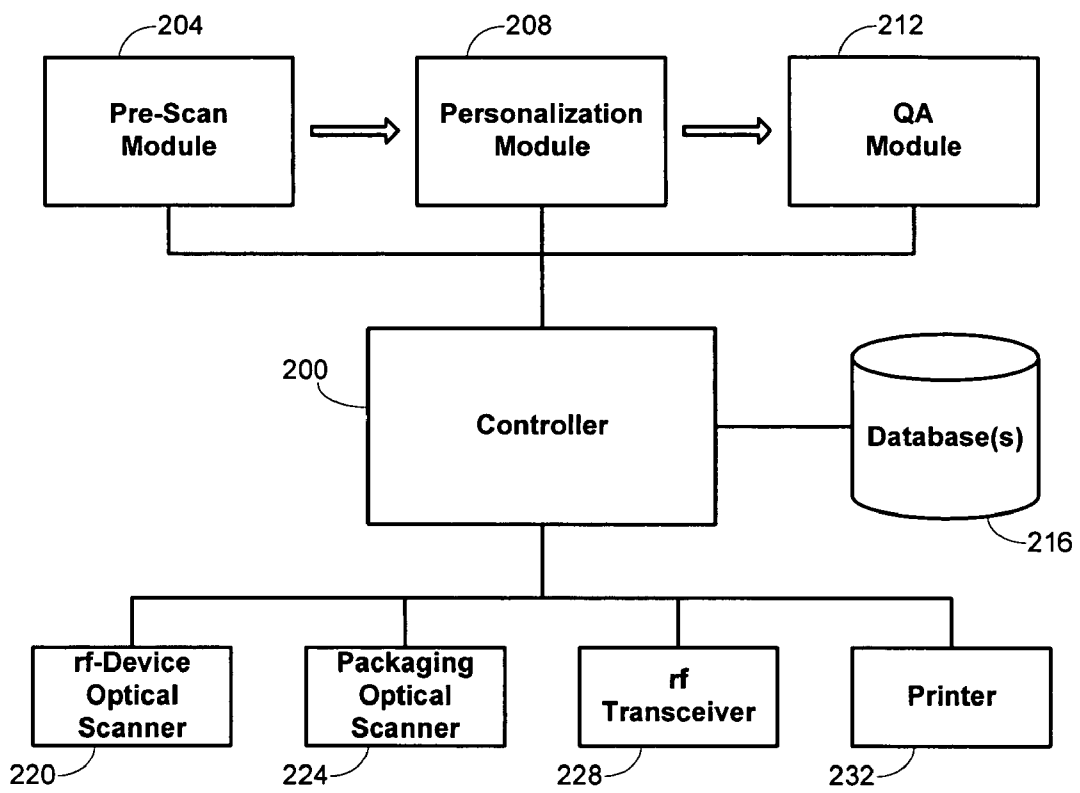 204
208
212
Pre-Scan
Module
Personalization
Module
QA
Module
200
Controller
Database(s)
216
rf-Device
Optical
Scanner
Packaging
Optical
Scanner
rf
Transceiver
Printer
220
224
228
232